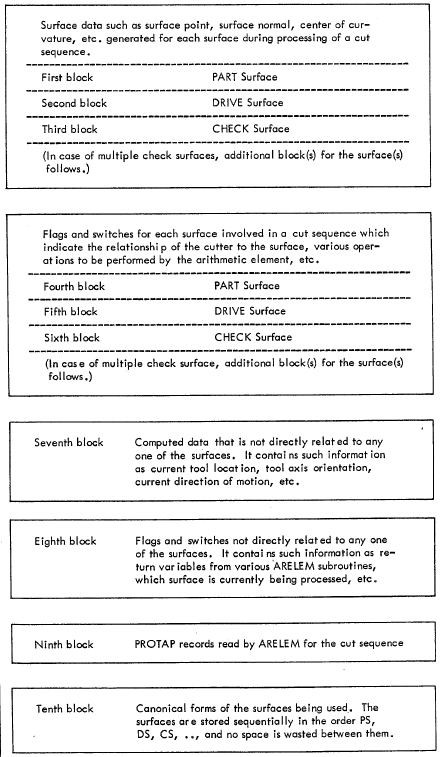 Surface data such as surface point, surface normal, center of cur-
vature, etc. generated for each surface during processing of a cut
sequence.
First block PART Surface
Second block DRIVE Surface
Third block CHECK Surface
(In case of multiple check surfaces, additional block(s) for the surface(s)
follows.)
Flags and switches for each surface involved in a cut sequence which
indicate the relationship of the cutter to the surface, various oper-
ations to be performed by the arithmetic element, etc.
Fourth block PART Surface
Fifth block DRIVE Surface
Sixth block CHECK Surface
(In case of multiple check surface, additional block(s) for the surface(s)
follows.)
Seventh block Computed data that is not directly related to any
one of the surfaces. It contains such information
as current tool location, tool axis orientation,
current direction of motion, etc.
Eighth block Flags and switches not directly related to any one
of the surfaces. It contains such information as re-
turn variables from various ARELEM subroutines,
which surface is currently being processed, etc.
Ninth block PROTAP records read by ARELEM for the cut sequence
Tenth block Canonical forms of the surfaces being used. The
surfaces are stored sequentially in the order PS,
DS, CS, .., and no space is wasted between them.